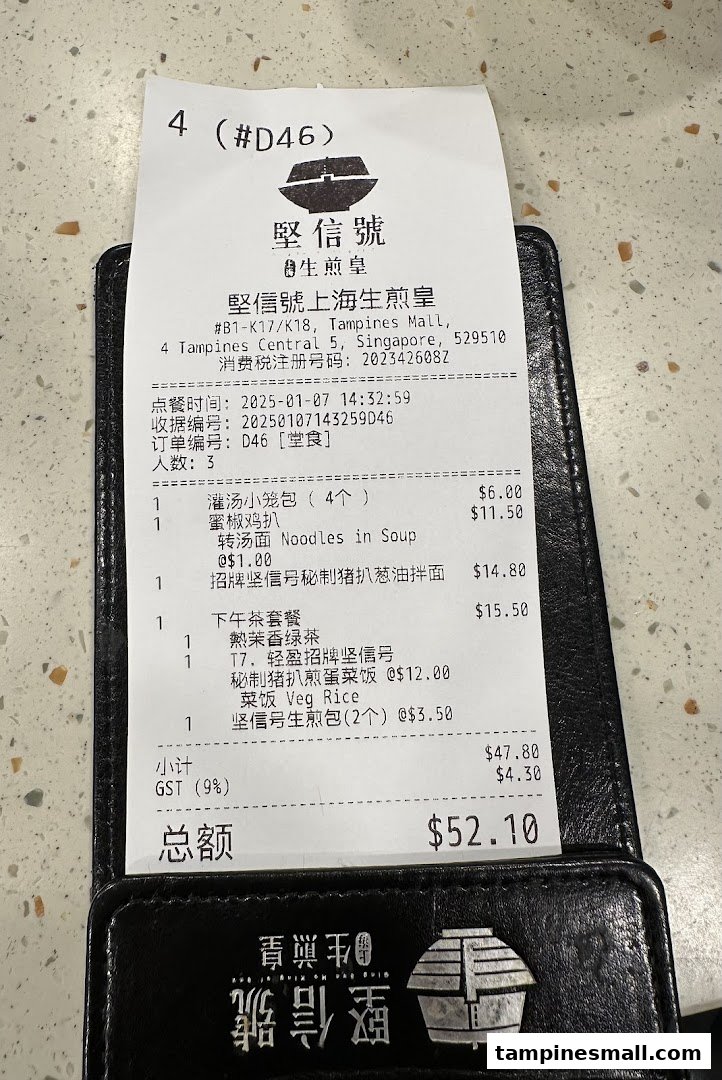 4 (#D46)
堅信號
上海生煎皇
堅信號上海生煎皇
#B1-K17/K18, Tampines Mall,
4 Tampines Central 5, Singapore, 529510
消费税注册号码: 202342608Z
点餐时间: 2025-01-07 14:32:59
收据编号: 20250107143259D46
订单编号: D46 [堂食]
人数: 3
1 灌汤小笼包 ( 4个 ) $6.00
1 蜜椒鸡扒 $11.50
转汤面 Noodles in Soup
@$1.00
1 招牌坚信号秘制猪扒葱油拌面 $14.80
1 下午茶套餐 $15.50
1 熱茉香绿茶
1 T7. 轻盈招牌坚信号
秘制猪扒煎蛋菜饭 @$12.00
菜饭 Veg Rice
1 坚信号生煎包(2个) @$3.50
小计 $47.80
GST (9%) $4.30
总额 $52.10
堅信號
上海生煎皇
tampinesmall.com